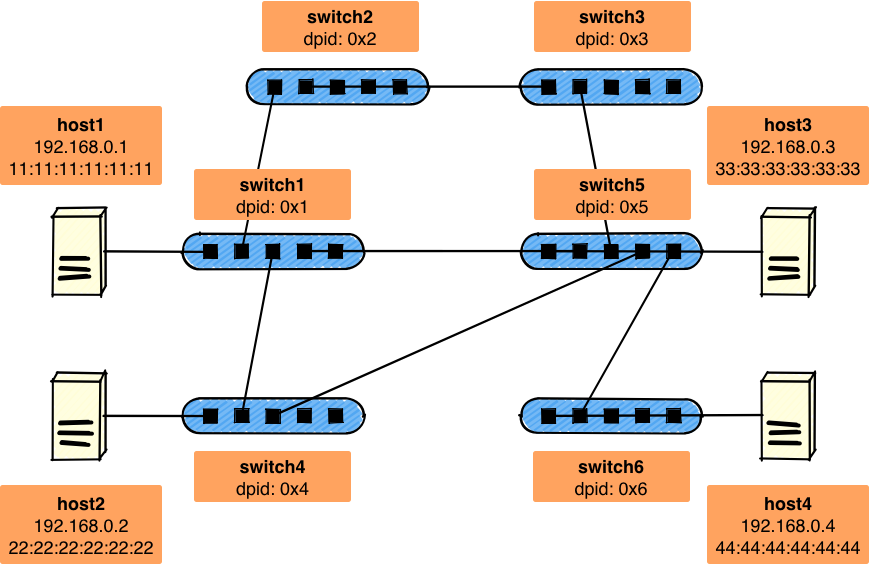 switch2
dpid: 0x2
switch3
dpid: 0x3
host1
192.168.0.1
11:11:11:11:11:11
host3
192.168.0.3
33:33:33:33:33:33
switch1
dpid: 0x1
switch5
dpid: 0x5
switch4
dpid: 0x4
switch6
dpid: 0x6
host2
192.168.0.2
22:22:22:22:22:22
host4
192.168.0.4
44:44:44:44:44:44